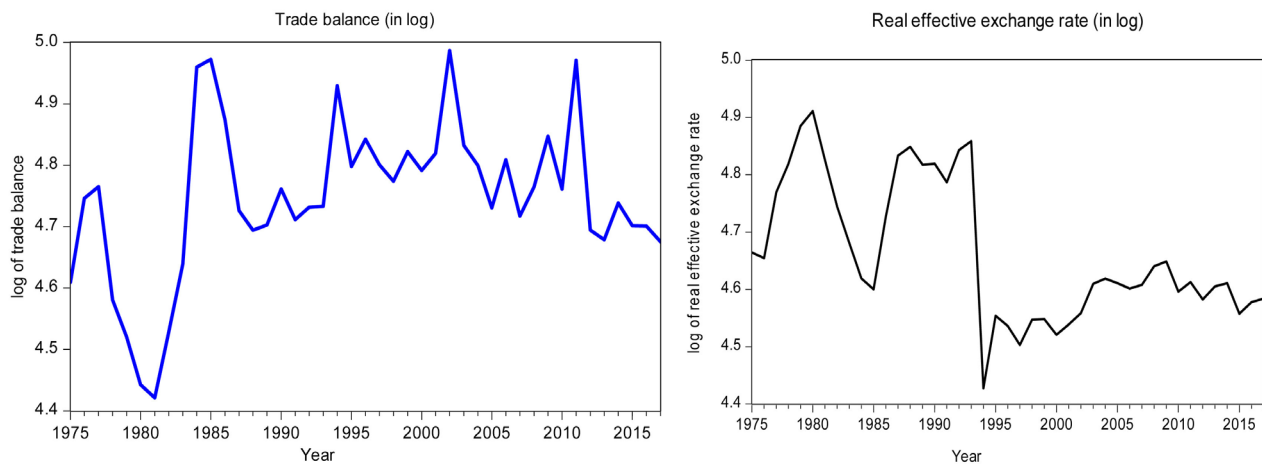 Trade balance (in log)
log of trade balance
5.0
4.9
4.8
4.7
4.6
4.5
4.4
1975 1980 1985 1990 1995 2000 2005 2010 2015
Year
Real effective exchange rate (in log)
log of real effective exchange rate
5.0
4.9
4.8
4.7
4.6
4.5
4.4
1975 1980 1985 1990 1995 2000 2005 2010 2015
Year